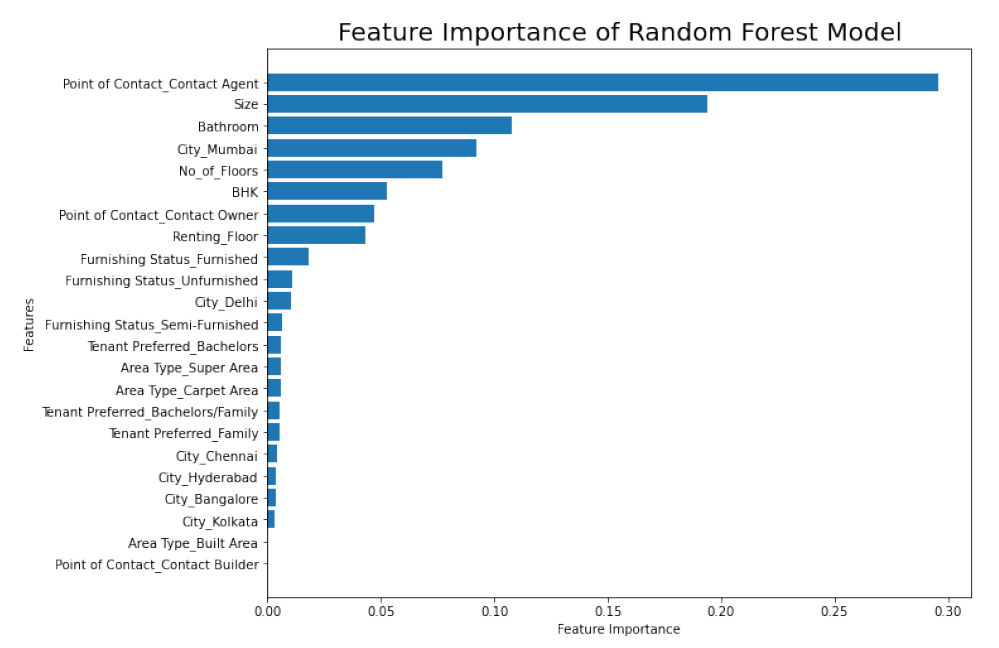 Feature Importance of Random Forest Model
Point of Contact_Contact Agent
Size
Bathroom
City_Mumbai
No_of_Floors
BHK
Point of Contact_Contact Owner
Renting_Floor
Furnishing Status_Furnished
Furnishing Status_Unfurnished
City_Delhi
Furnishing Status_Semi-Furnished
Tenant Preferred_Bachelors
Area Type_Super Area
Area Type_Carpet Area
Tenant Preferred_Bachelors/Family
Tenant Preferred_Family
City_Chennai
City_Hyderabad
City_Bangalore
City_Kolkata
Area Type_Built Area
Point of Contact_Contact Builder
Features
0.00 0.05 0.10 0.15 0.20 0.25 0.30
Feature Importance